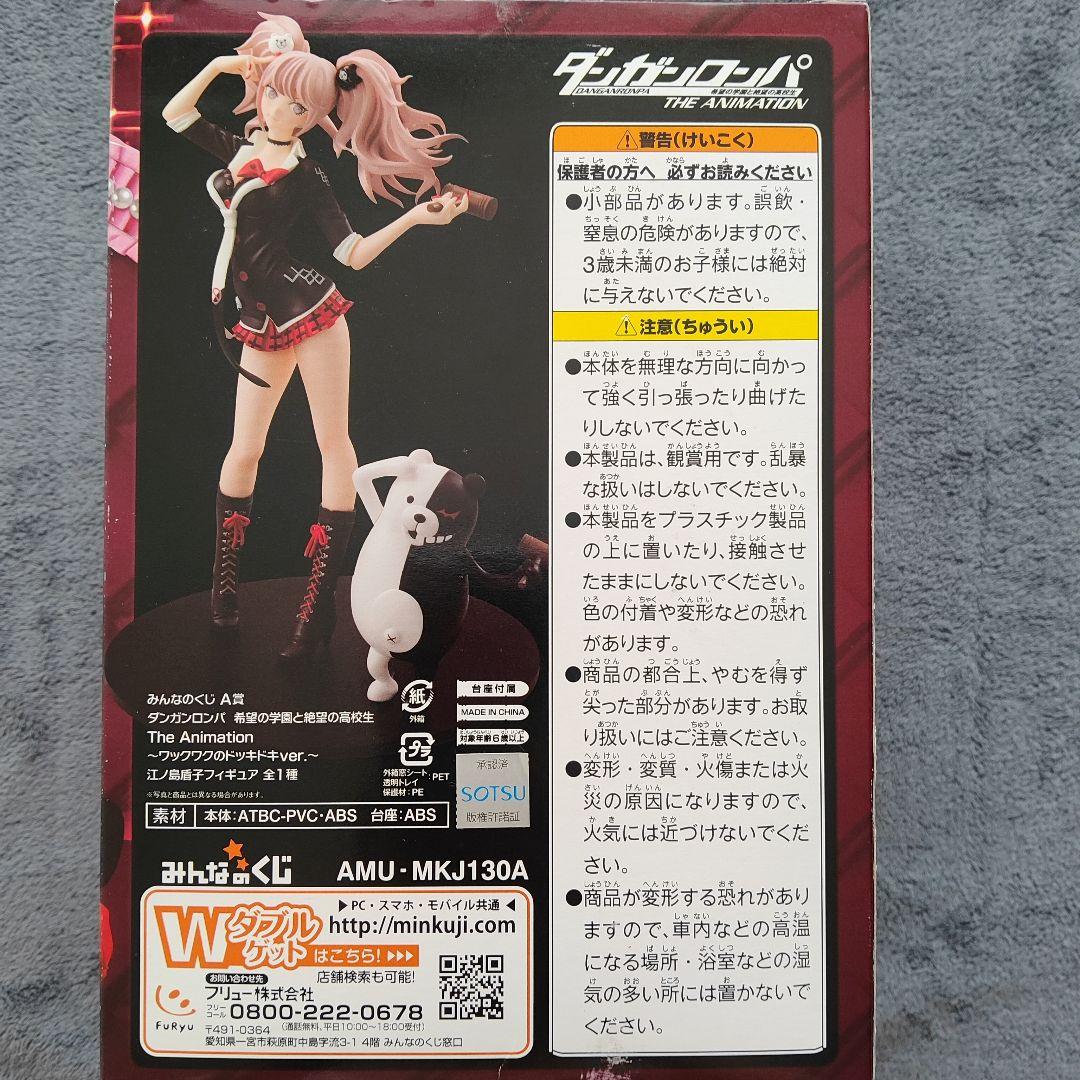 ダンガンロンパ
DANGANRONPA
希望の学園と絶望の高校生
THE ANIMATION
⚠警告(けいこく)
保護者の方へ 必ずお読みください
●小部品があります。誤飲・
窒息の危険がありますので、
3歳未満のお子様には絶対
に与えないでください。
⚠注意(ちゅうい)
●本体を無理な方向に向かっ
て強く引っ張ったり曲げた
りしないでください。
●本製品は、観賞用です。乱暴
な扱いはしないでください。
●本製品をプラスチック製品
の上に置いたり、接触させ
たままにしないでください。
色の付着や変形などの恐れ
があります。
●商品の都合上、やむを得ず
尖った部分があります。お取
り扱いにはご注意ください。
●変形・変質・火傷または火
災の原因になりますので、
火気には近づけないでくだ
さい。
●商品が変形する恐れがあり
ますので、車内などの高温
になる場所・浴室などの湿
気の多い所には置かないで
ください。
みんなのくじ A賞
ダンガンロンパ 希望の学園と絶望の高校生
The Animation
～ワックワクのドッキドキver.～
江ノ島盾子フィギュア 全1種
※写真と商品とは異なる場合があります。
紙
外箱
プラ
外箱窓シート:PET
透明トレイ
保護材:PE
台座付属
MADE IN CHINA
対象年齢6歳以上
承認済
SOTSU
版権許諾証
素材 本体:ATBC-PVC・ABS 台座:ABS
みんなのくじ
AMU-MKJ130A
Wダブルゲットはこちら!
▶PC・スマホ・モバイル共通◀
http://minkuji.com
店舗検索も可能!
お問い合わせ先
フリュー株式会社
フリーコール 0800-222-0678
(通話無料、平日10:00～18:00受付)
〒491-0364
愛知県一宮市萩原町中島字流3-1 4階 みんなのくじ窓口
FuRyu